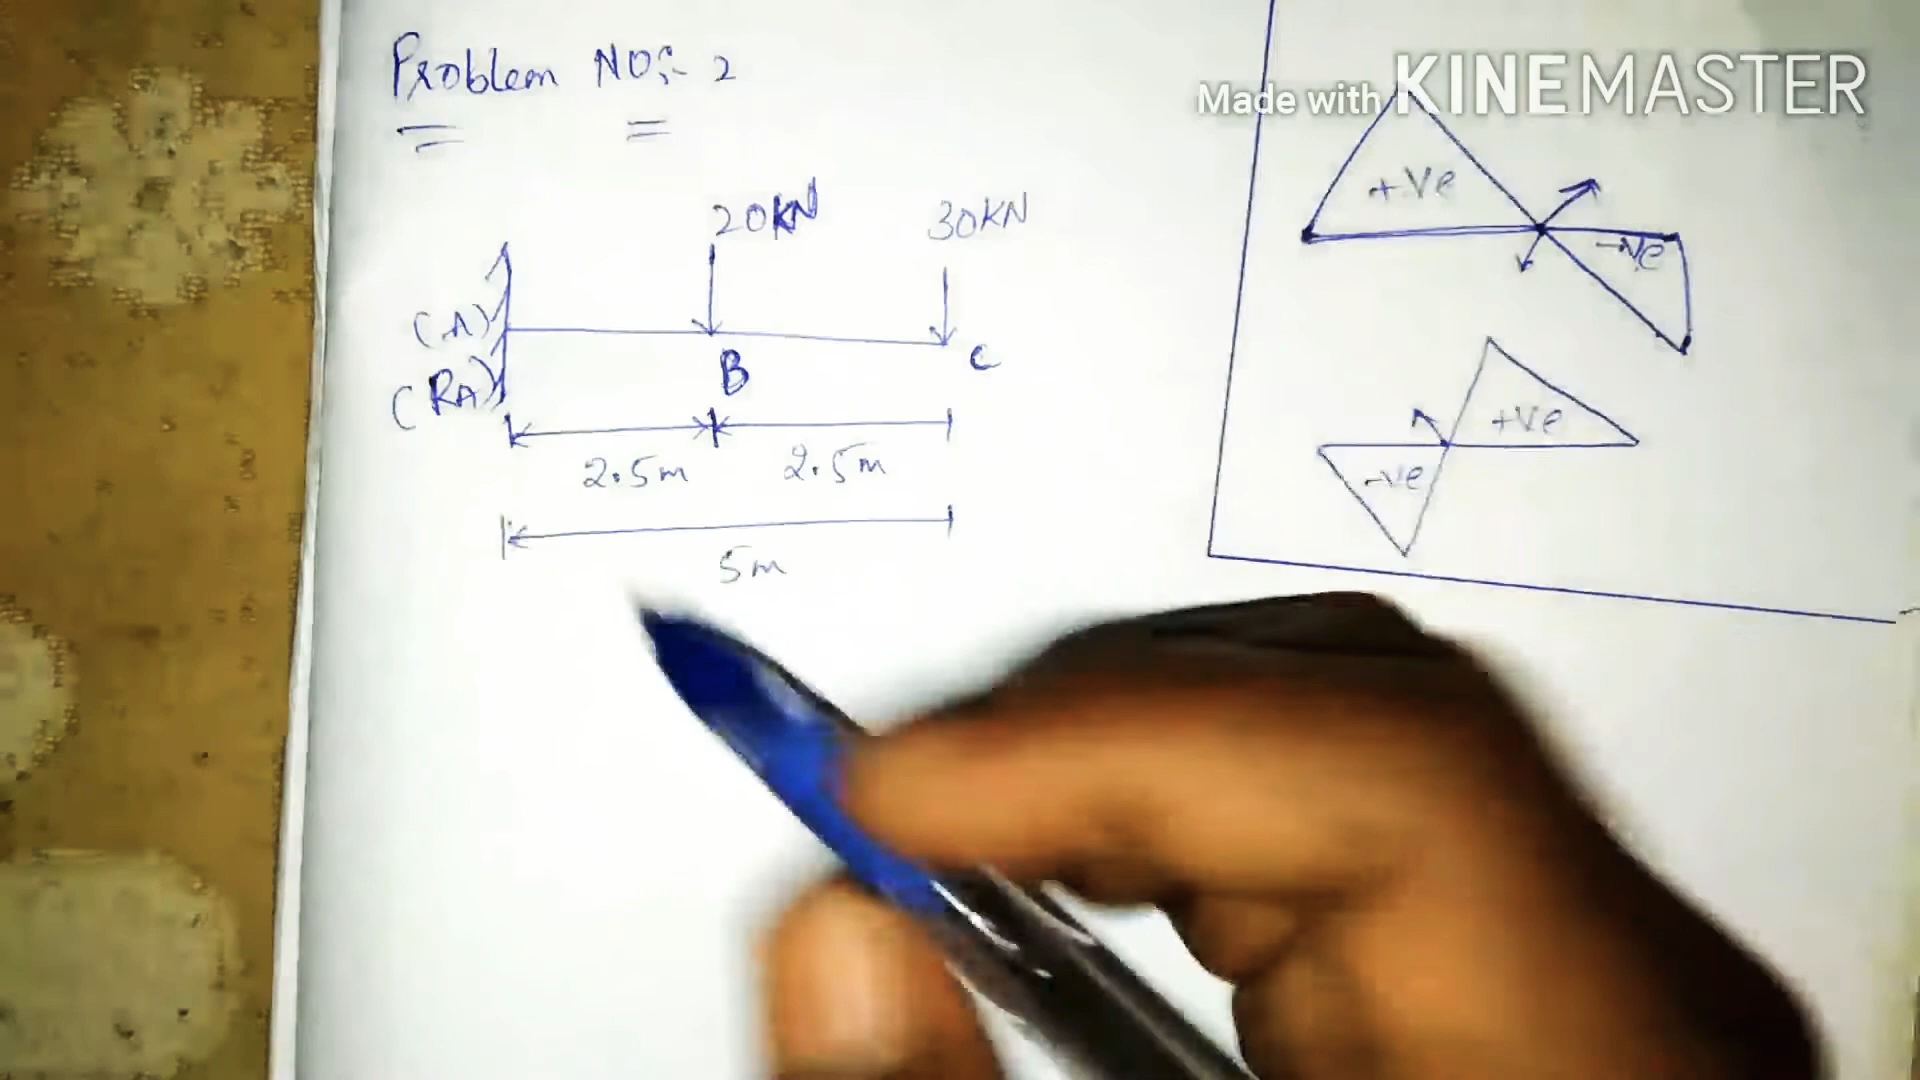 Problem NO:- 2
Made with KINEMASTER
20KN
30KN
(A)
B
C
(RA)
2.5m
2.5m
5m
+Ve
-Ve
+Ve
-Ve